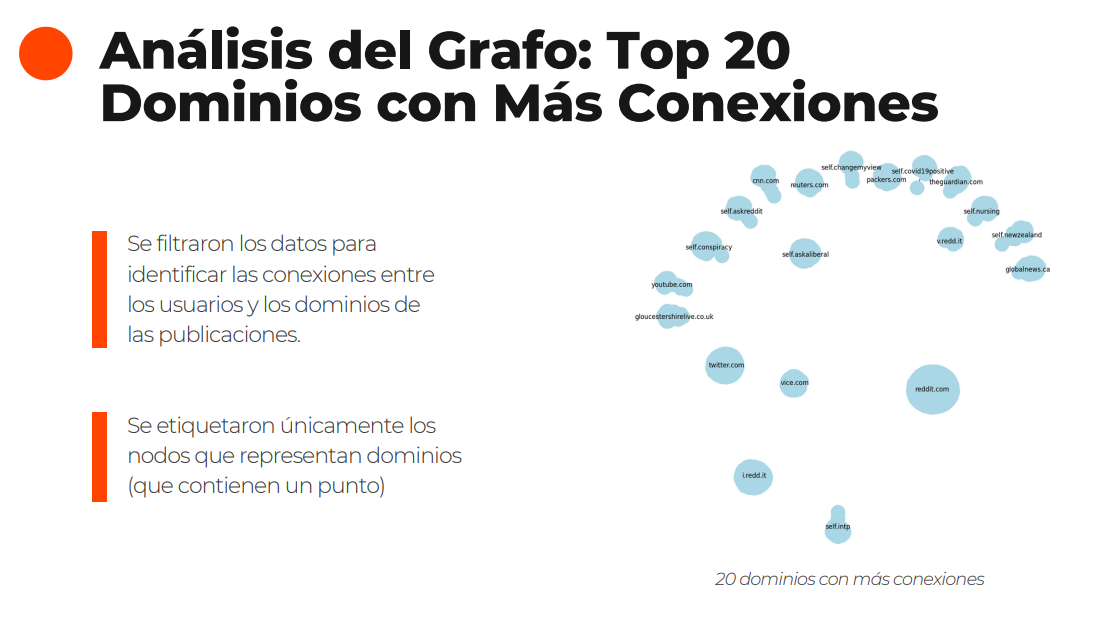 Análisis del Grafo: Top 20
Dominios con Más Conexiones
Se filtraron los datos para
identificar las conexiones entre
los usuarios y los dominios de
las publicaciones.
Se etiquetaron únicamente los
nodos que representan dominios
(que contienen un punto)
self.changemyview
self.covid19positive
cnn.com
reuters.com
packers.com
theguardian.com
self.askreddit
self.nursing
self.conspiracy
self.askaliberal
v.redd.it
self.newzealand
globalnews.ca
youtube.com
gloucestershirelive.co.uk
twitter.com
vice.com
reddit.com
i.redd.it
self.intp
20 dominios con más conexiones